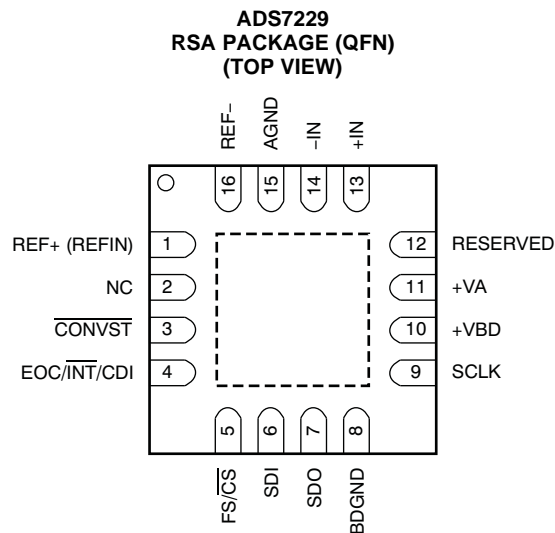 ADS7229
RSA PACKAGE (QFN)
(TOP VIEW)
REF−
AGND
−IN
+IN
16
15
14
13
REF+ (REFIN)
1
12
RESERVED
NC
2
11
+VA
CONVST
3
10
+VBD
EOC/INT/CDI
4
9
SCLK
5
6
7
8
FS/CS
SDI
SDO
BDGND